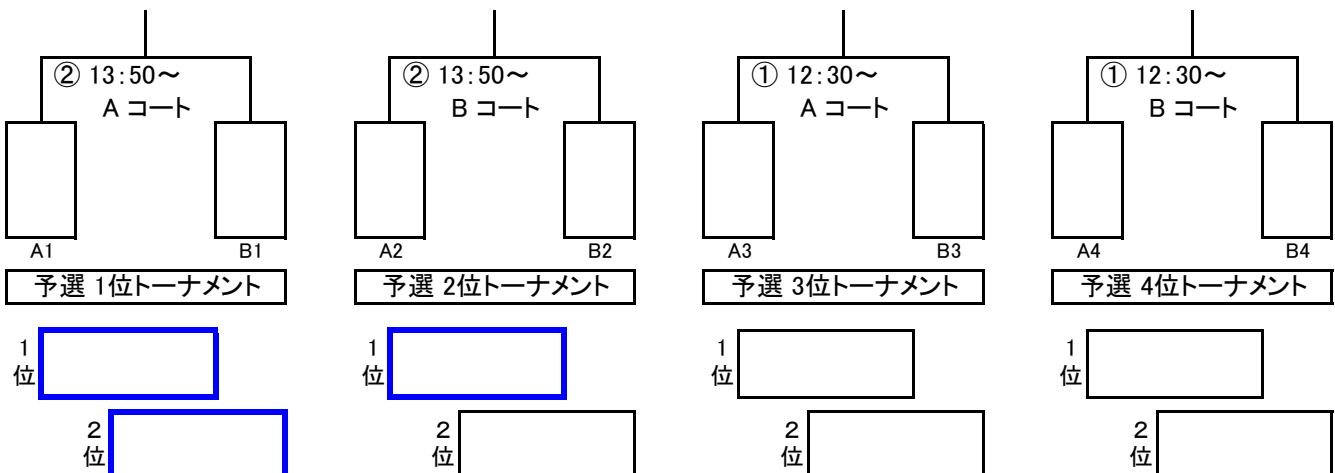 ② 13:50～ ② 13:50～ ① 12:30～ ① 12:30～
A コート B コート A コート B コート
A1 B1 A2 B2 A3 B3 A4 B4
予選 1位トーナメント 予選 2位トーナメント 予選 3位トーナメント 予選 4位トーナメント
1位 1位 1位 1位
2位 2位 2位 2位